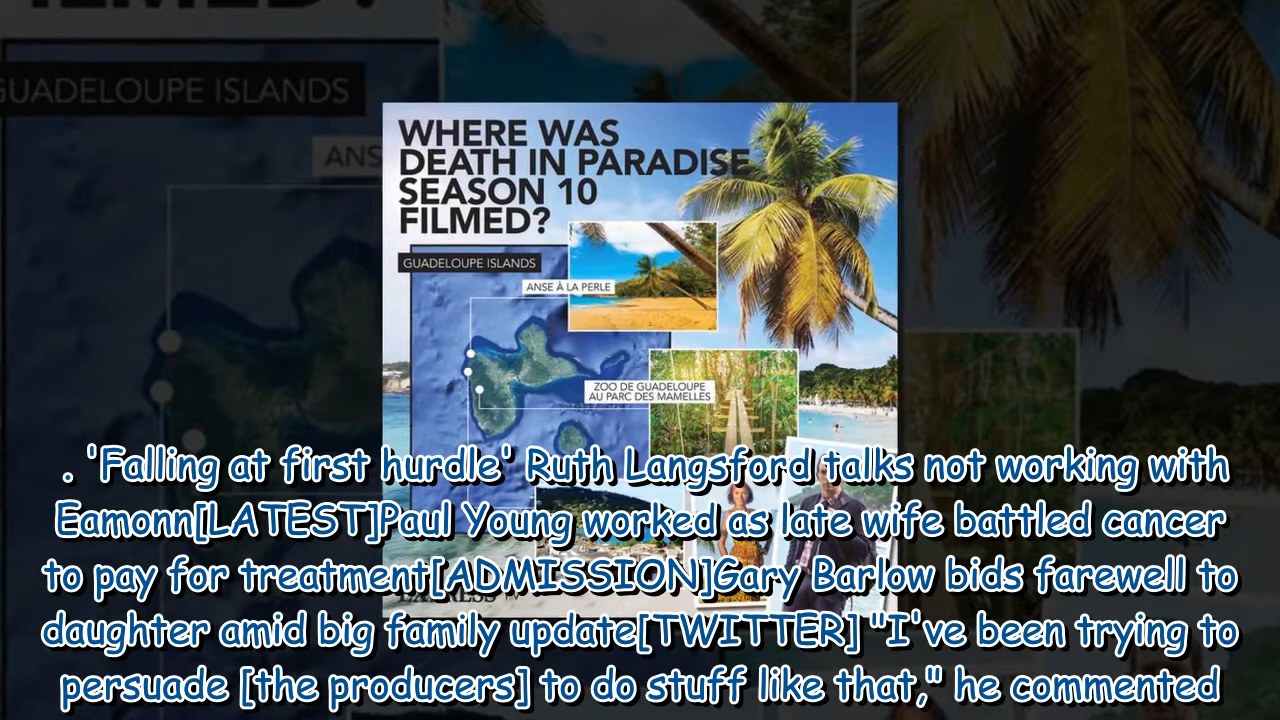 FILMED?
GUADELOUPE ISLANDS
ANS
WHERE WAS
DEATH IN PARADISE
SEASON 10
FILMED?
GUADELOUPE ISLANDS
ANSE À LA PERLE
ZOO DE GUADELOUPE
AU PARC DES MAMELLES
. 'Falling at first hurdle' Ruth Langsford talks not working with
Eamonn[LATEST]Paul Young worked as late wife battled cancer
to pay for treatment[ADMISSION]Gary Barlow bids farewell to
daughter amid big family update[TWITTER] "I've been trying to
persuade [the producers] to do stuff like that," he commented